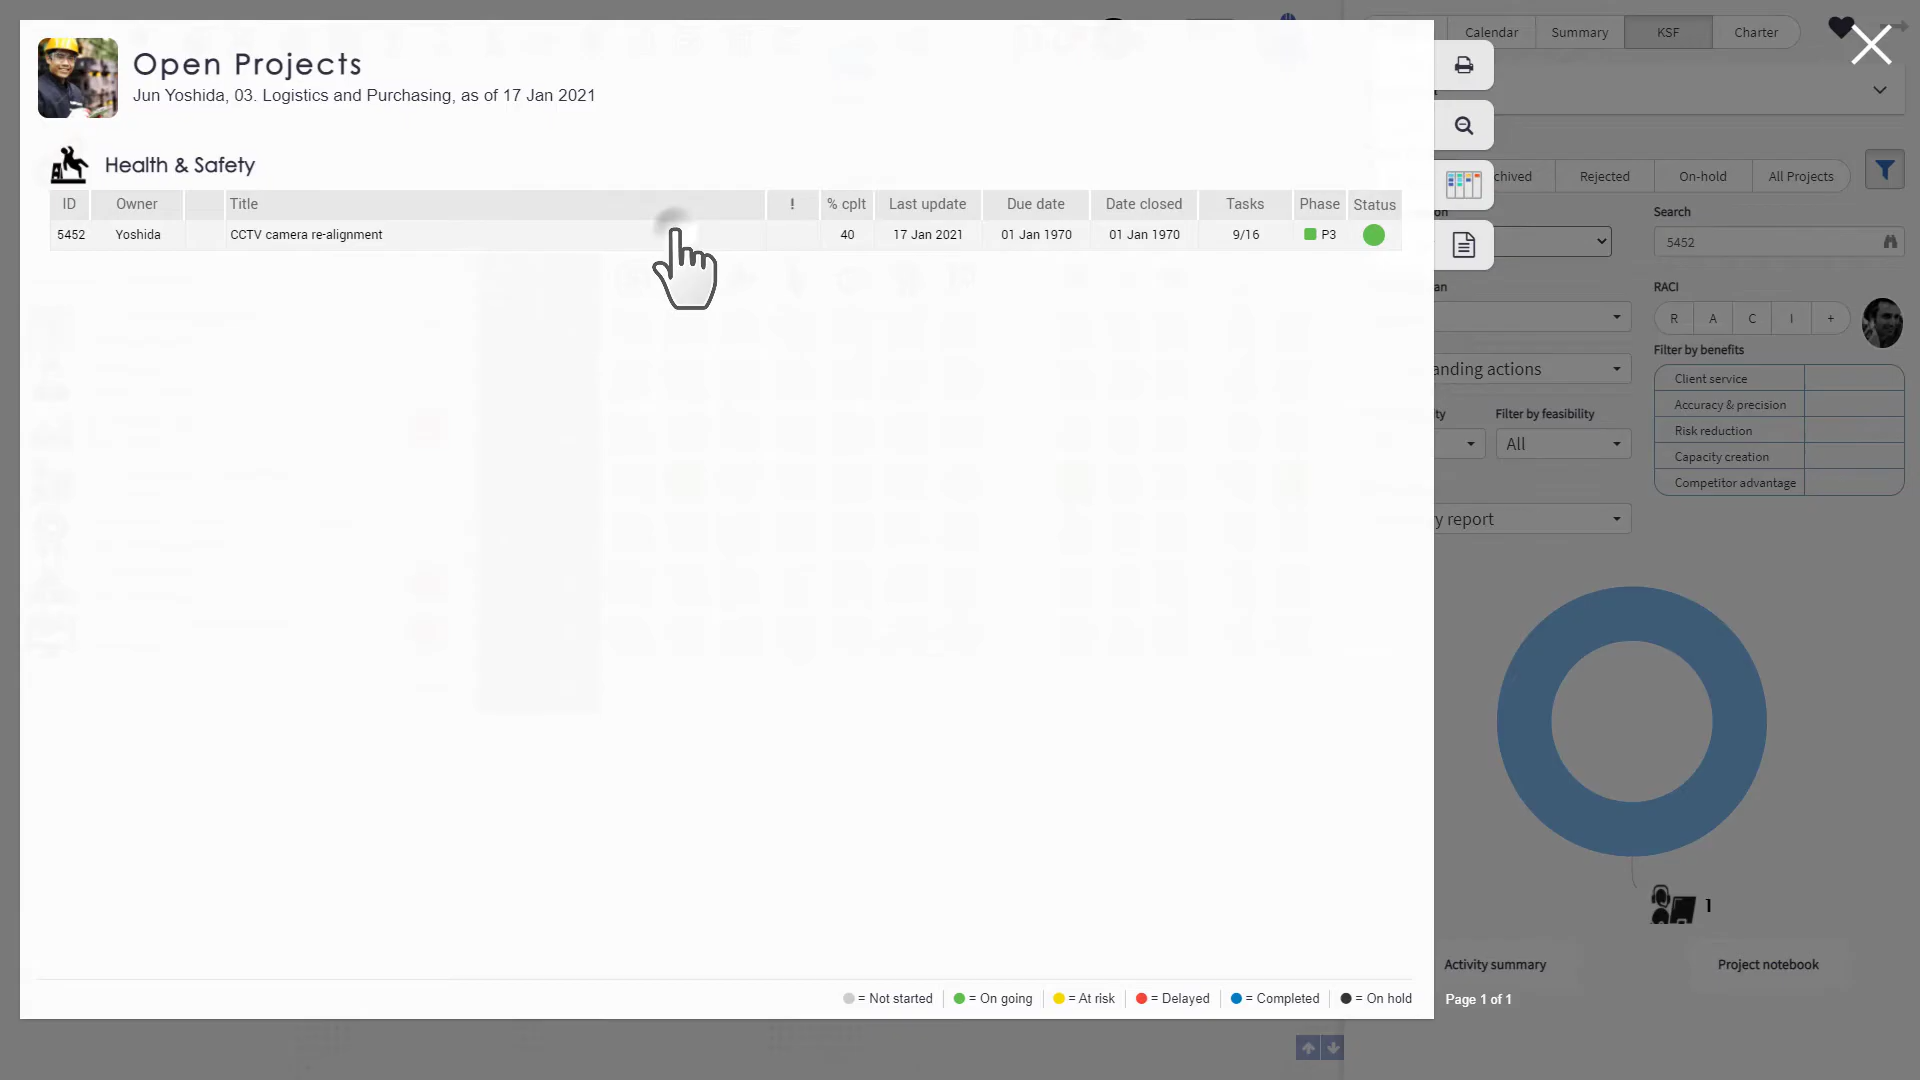 Open Projects
Jun Yoshida, 03. Logistics and Purchasing, as of 17 Jan 2021
Health & Safety
ID Owner Title ! % cplt Last update Due date Date closed Tasks Phase Status
5452 Yoshida CCTV camera re-alignment 40 17 Jan 2021 01 Jan 1970 01 Jan 1970 9/16 P3
= Not started = On going = At risk = Delayed = Completed = On hold
Calendar Summary KSF Charter
chived Rejected On-hold All Projects
on Search
5452
an RACI
R A C I +
Filter by benefits
anding actions
Client service
Accuracy & precision
Risk reduction
Capacity creation
Competitor advantage
ty Filter by feasibility
All
y report
1
Activity summary Project notebook
Page 1 of 1